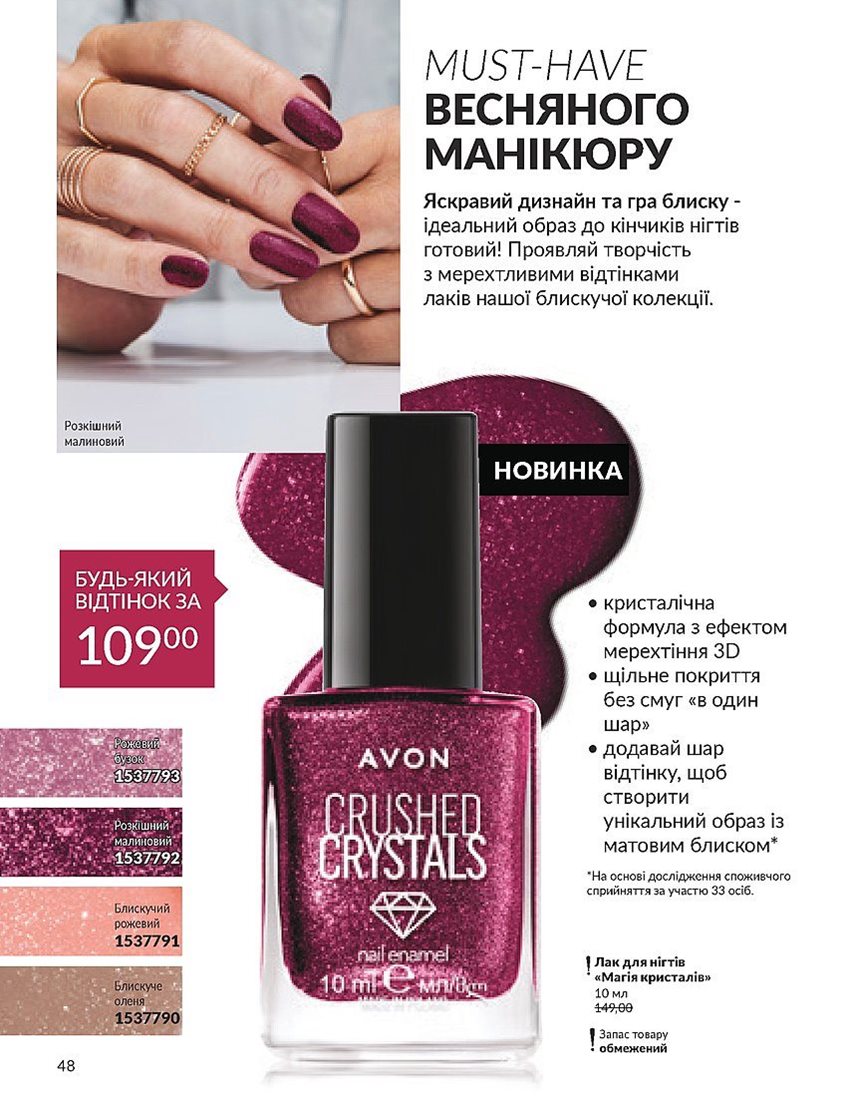 MUST-HAVE
ВЕСНЯНОГО
МАНІКЮРУ
Яскравий дизнайн та гра блиску -
ідеальний образ до кінчиків нігтів
готовий! Проявляй творчість
з мерехтливими відтінками
лаків нашої блискучої колекції.
Розкішний
малиновий
НОВИНКА
БУДЬ-ЯКИЙ
ВІДТІНОК ЗА
109⁰⁰
• кристалічна
формула з ефектом
мерехтіння 3D
• щільне покриття
без смуг «в один
шар»
• додавай шар
відтінку, щоб
створити
унікальний образ із
матовим блиском*
*На основі дослідження споживчого
сприйняття за участю 33 осіб.
Рожевий
бузок
1537793
Розкішний
малиновий
1537792
Блискучий
рожевий
1537791
Блискуче
оленя
1537790
AVON
CRUSHED
CRYSTALS
nail enamel
10 ml e мл/
! Лак для нігтів
«Магія кристалів»
10 мл
149,00
! Запас товару
обмежений
48